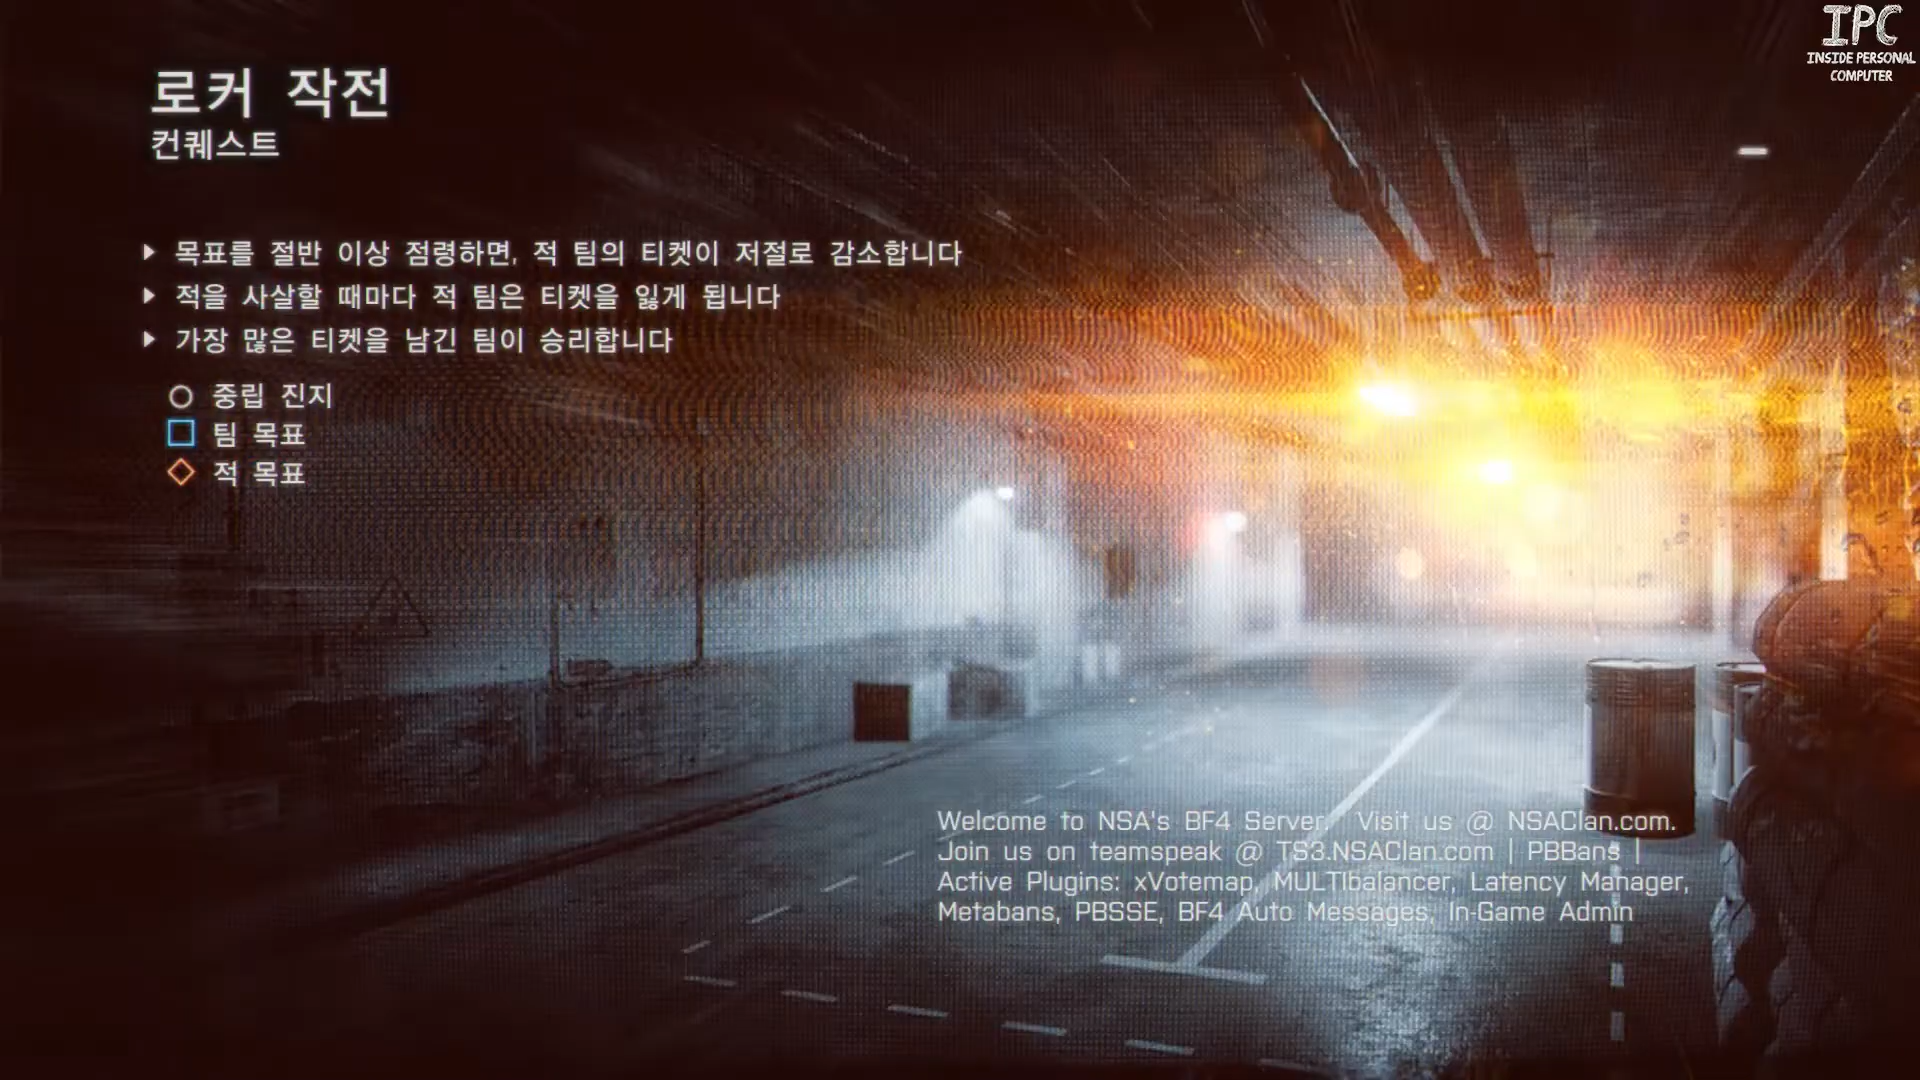 IPC
INSIDE PERSONAL
COMPUTER
로커 작전
컨퀘스트
목표를 절반 이상 점령하면, 적 팀의 티켓이 저절로 감소합니다
적을 사살할 때마다 적 팀은 티켓을 잃게 됩니다
가장 많은 티켓을 남긴 팀이 승리합니다
중립 진지
팀 목표
적 목표
Welcome to NSA's BF4 Server.  Visit us @ NSAClan.com.
Join us on teamspeak @ TS3.NSAClan.com | PBBans |
Active Plugins: xVotemap, MULTIbalancer, Latency Manager,
Metabans, PBSSE, BF4 Auto Messages, In-Game Admin